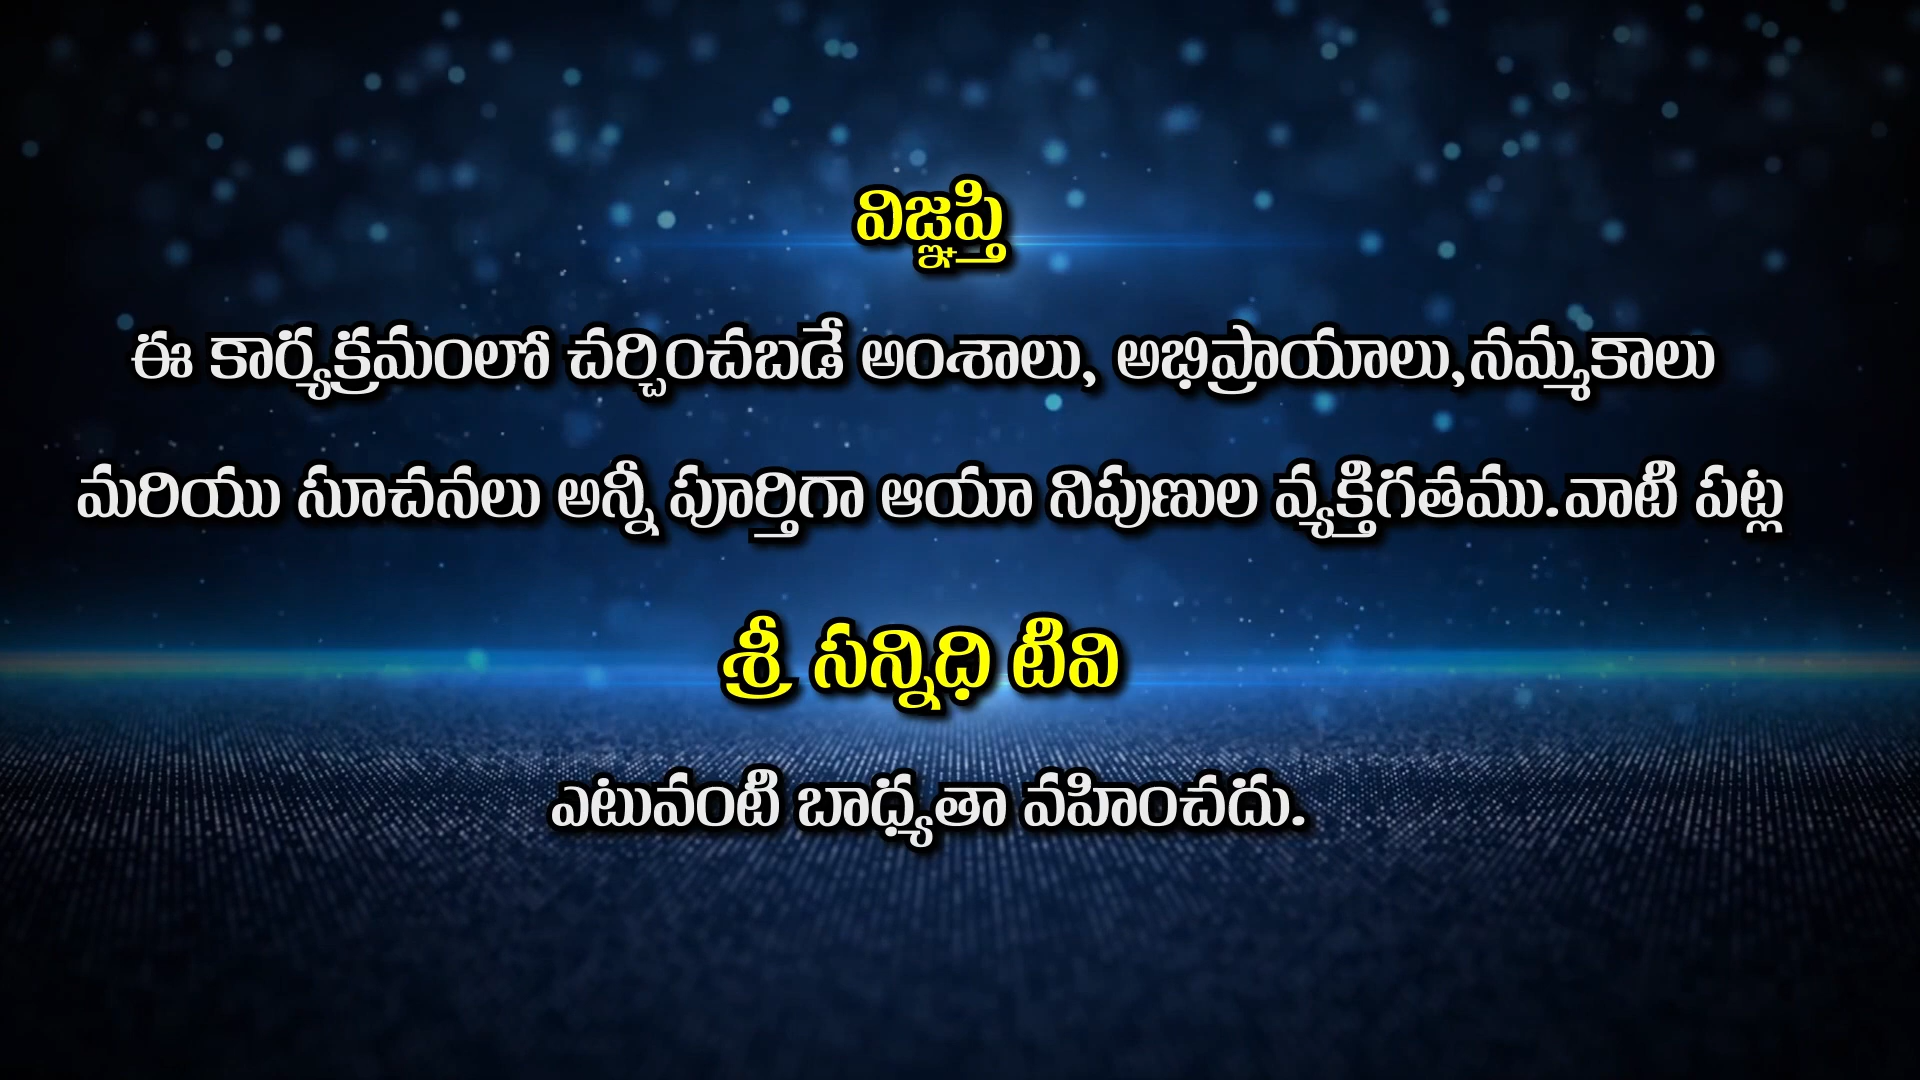 విజ్ఞప్తి
ఈ కార్యక్రమంలో చర్చించబడే అంశాలు, అభిప్రాయాలు,నమ్మకాలు
మరియు సూచనలు అన్నీ పూర్తిగా ఆయా నిపుణుల వ్యక్తిగతము.వాటి పట్ల
శ్రీ సన్నిధి టీవి
ఎటువంటి బాధ్యతా వహించదు.